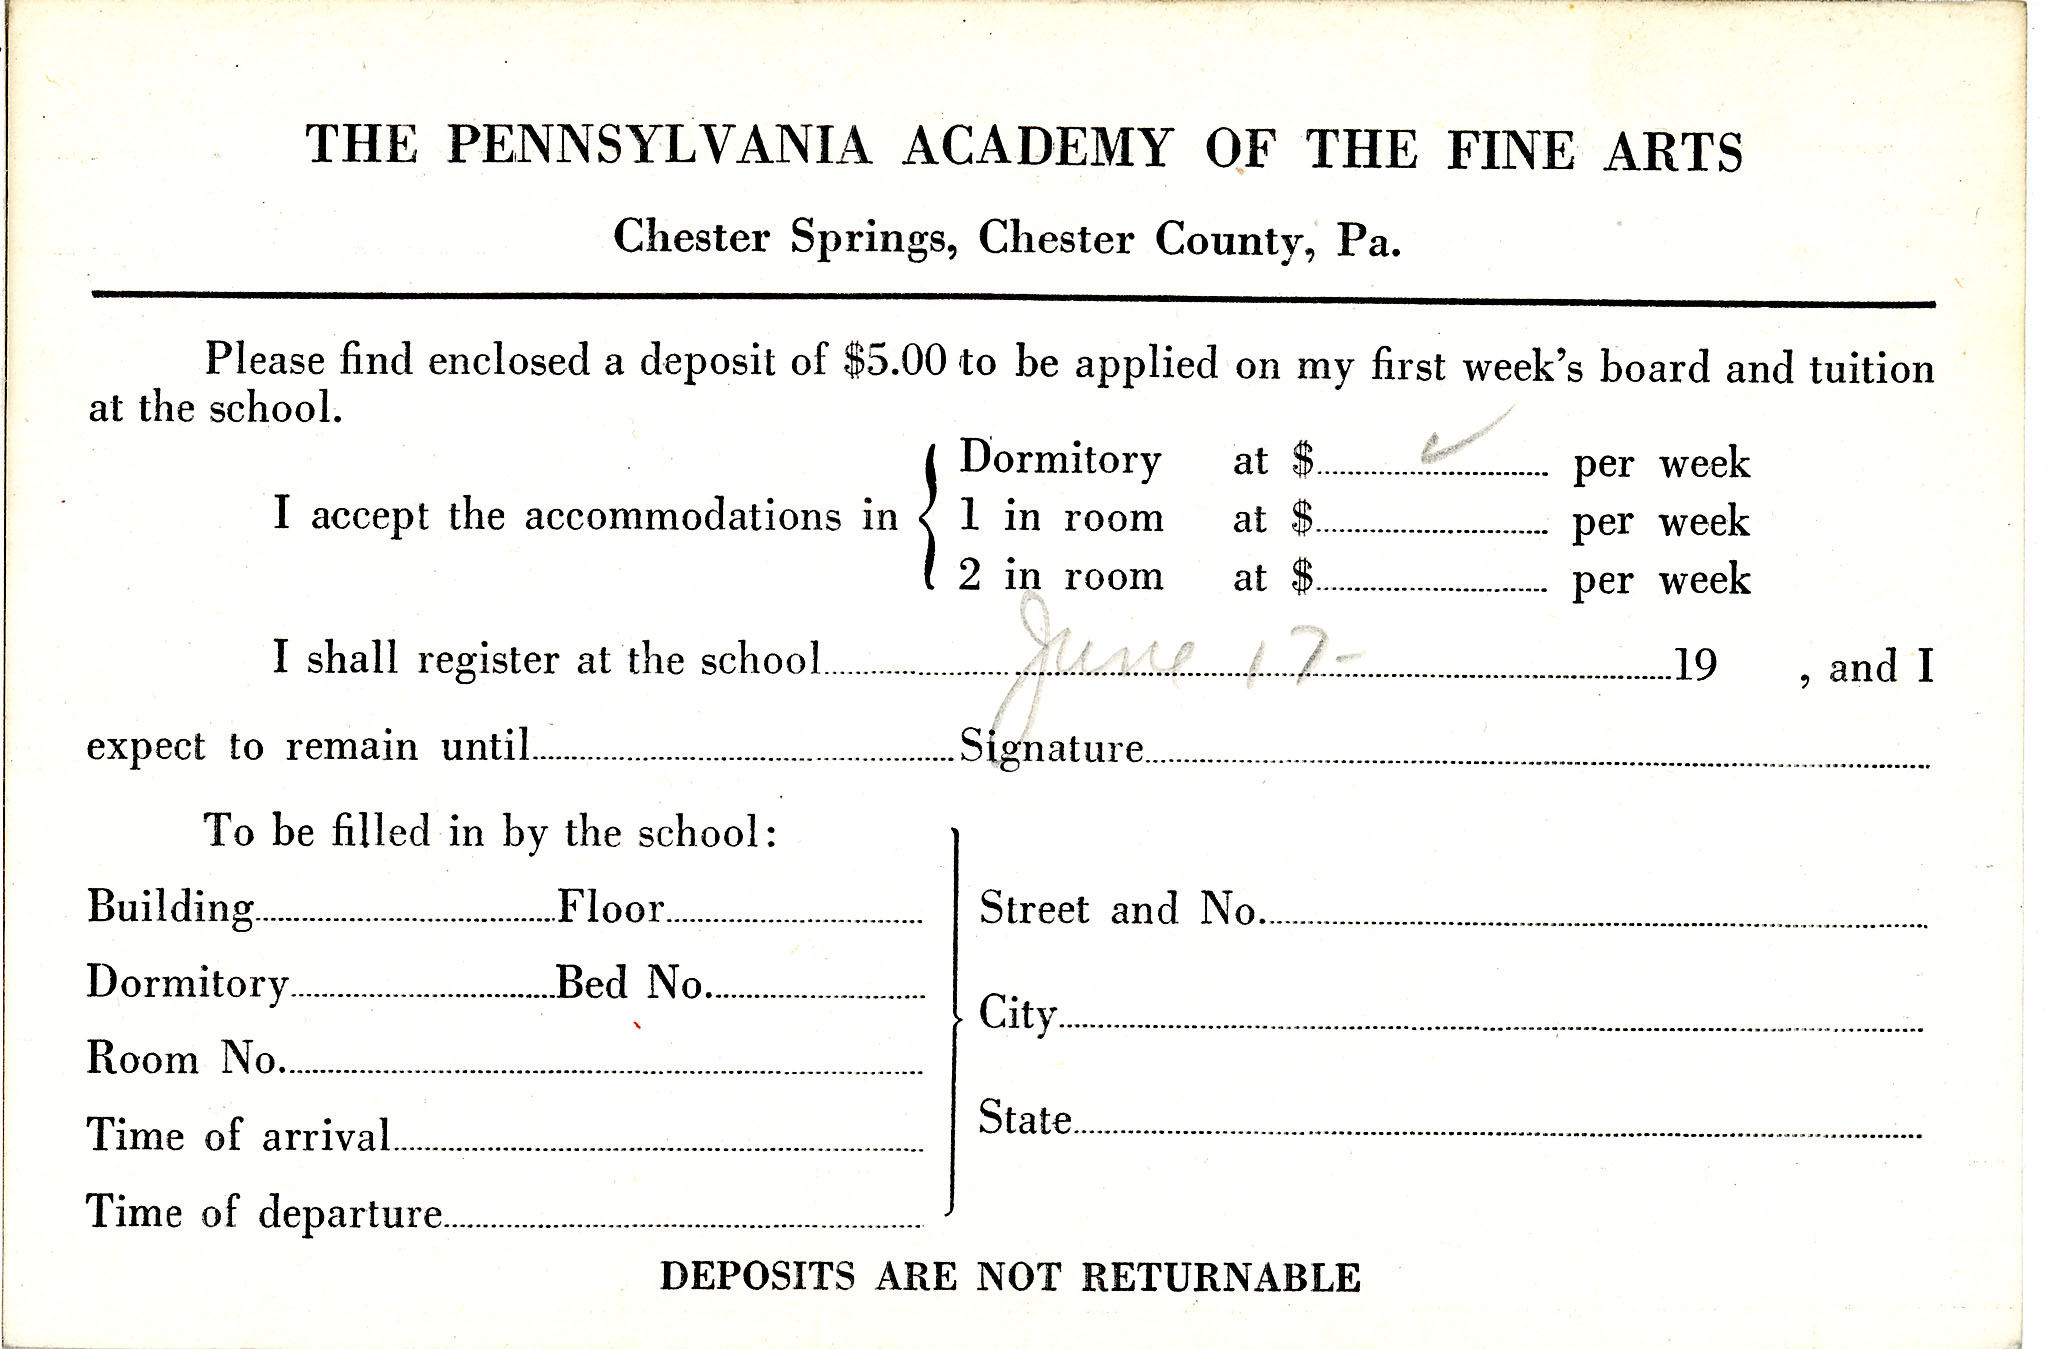 THE PENNSYLVANIA ACADEMY OF THE FINE ARTS
Chester Springs, Chester County, Pa.
Please find enclosed a deposit of $5.00 to be applied on my first week's board and tuition
at the school.
Dormitory at $ ✓ per week
I accept the accommodations in { 1 in room at $ per week
2 in room at $ per week
I shall register at the school June 17- 19 , and I
expect to remain until Signature
To be filled in by the school:
Building Floor
Dormitory Bed No.
Room No.
Time of arrival
Time of departure
Street and No.
City
State
DEPOSITS ARE NOT RETURNABLE